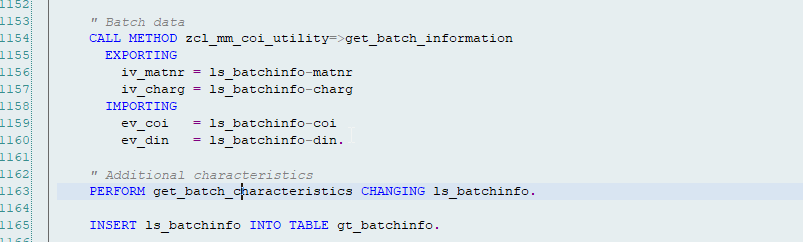 1152
1153 " Batch data
1154 CALL METHOD zcl_mm_coi_utility=>get_batch_information
1155 EXPORTING
1156 iv_matnr = ls_batchinfo-matnr
1157 iv_charg = ls_batchinfo-charg
1158 IMPORTING
1159 ev_coi = ls_batchinfo-coi
1160 ev_din = ls_batchinfo-din.
1161
1162 " Additional characteristics
1163 PERFORM get_batch_characteristics CHANGING ls_batchinfo.
1164
1165 INSERT ls_batchinfo INTO TABLE gt_batchinfo.
1166